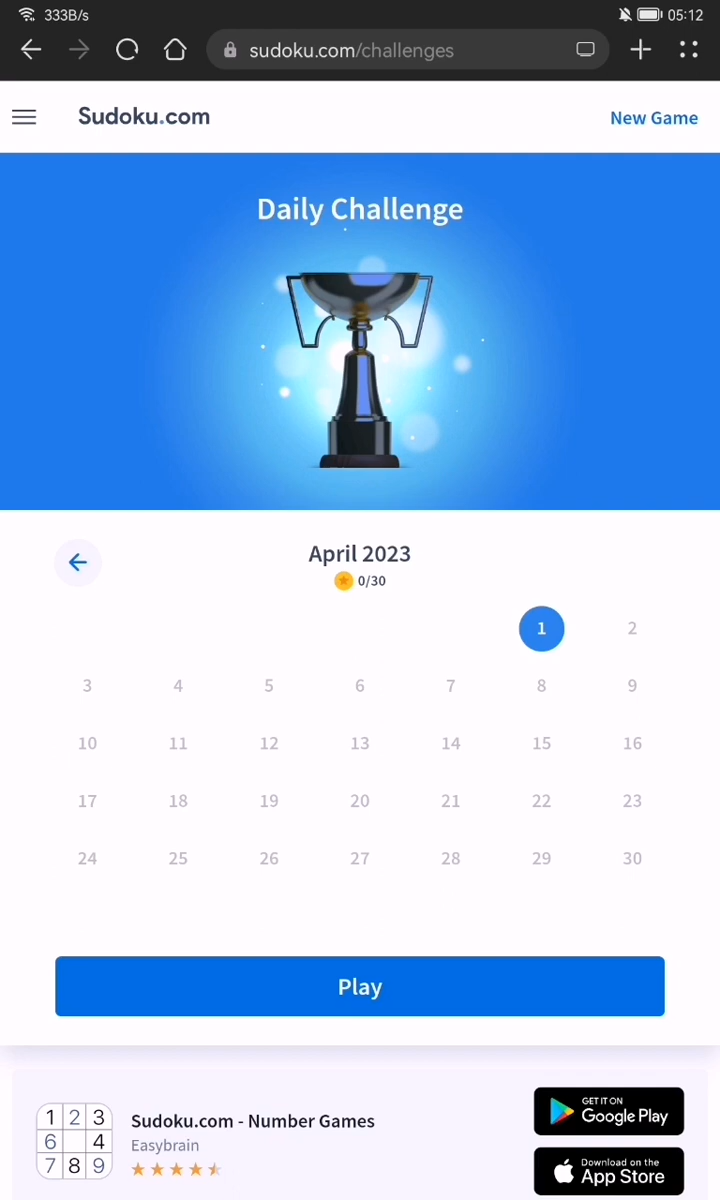 333B/s 05:12
sudoku.com/challenges
Sudoku.com New Game
Daily Challenge
April 2023
0/30
1 2
3 4 5 6 7 8 9
10 11 12 13 14 15 16
17 18 19 20 21 22 23
24 25 26 27 28 29 30
Play
1 2 3
6 4
7 8 9
Sudoku.com - Number Games
Easybrain
GET IT ON
Google Play
Download on the
App Store